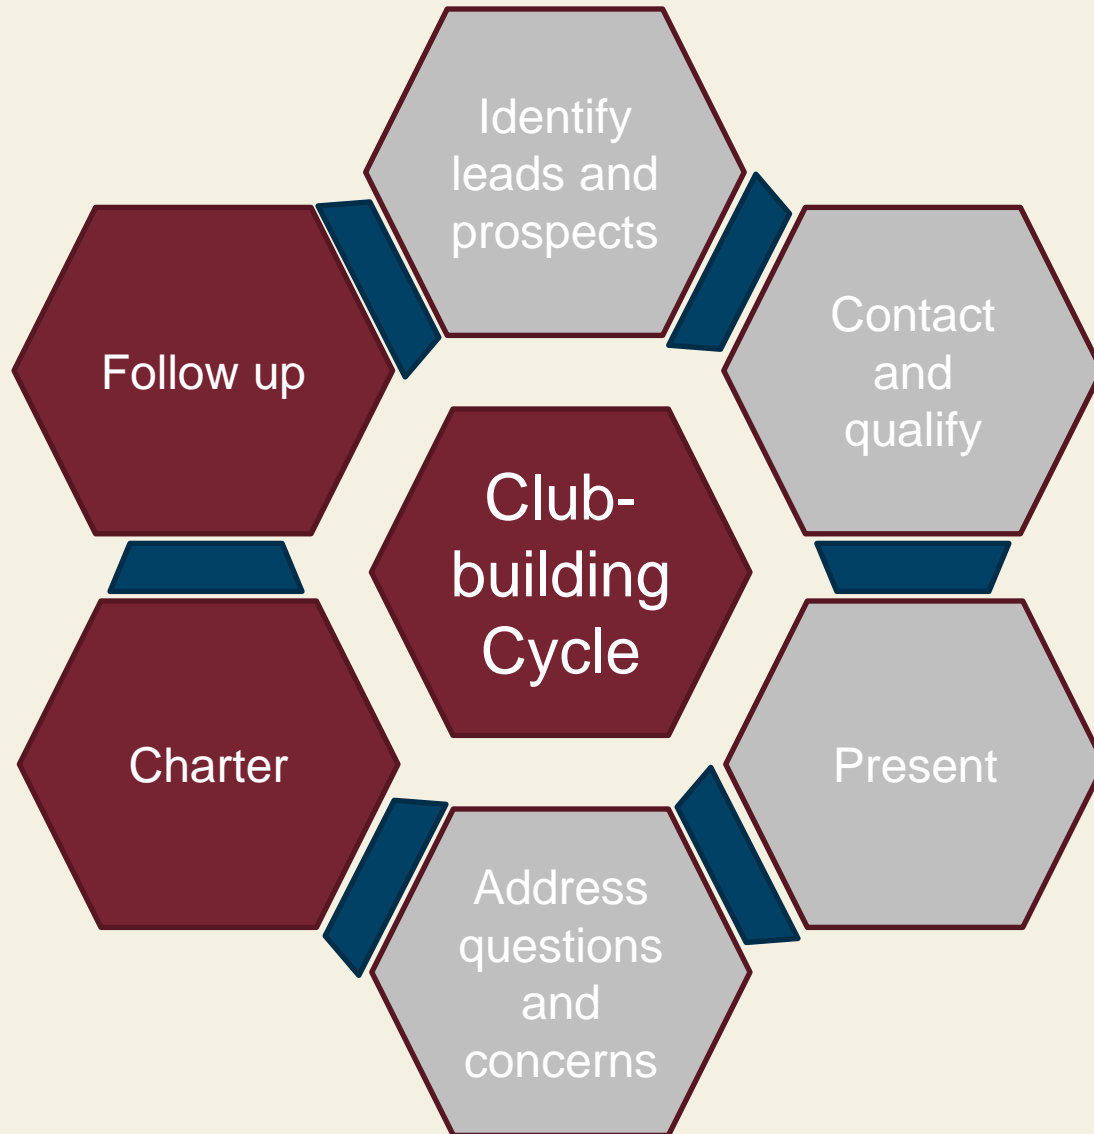 Identify
leads and
prospects
Contact
and
qualify
Present
Address
questions
and
concerns
Charter
Follow up
Club-
building
Cycle